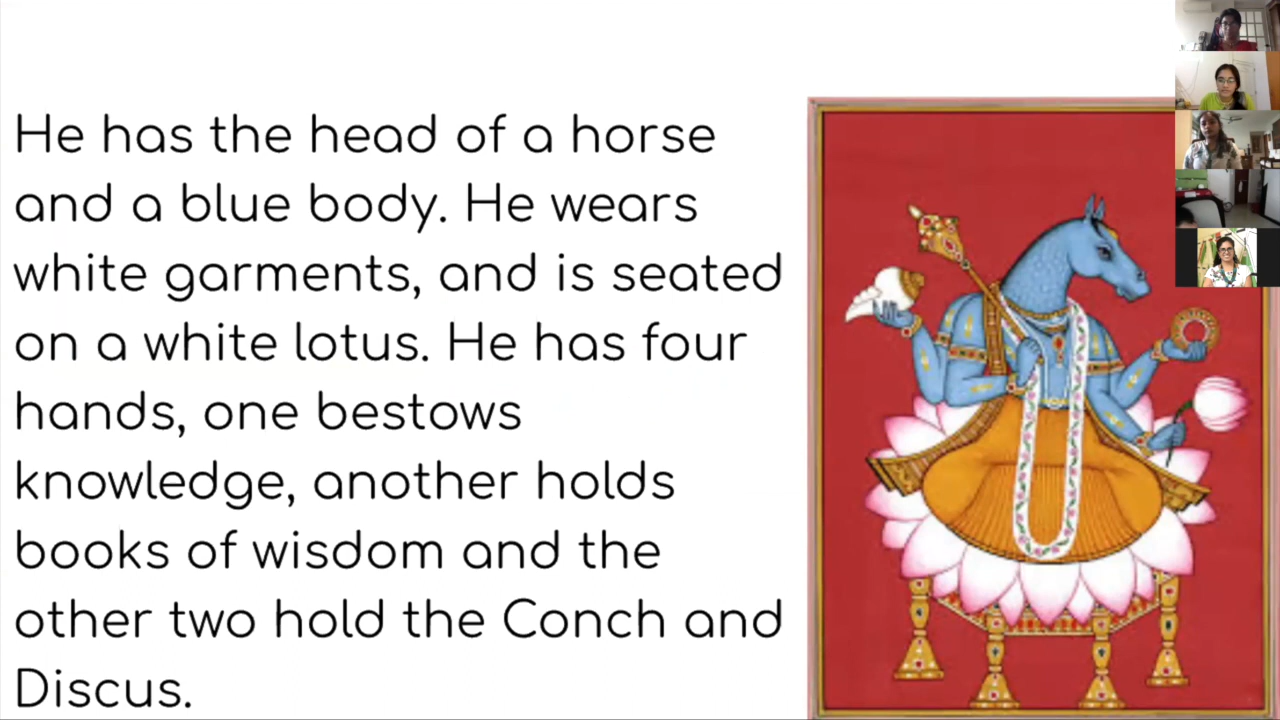 He has the head of a horse
and a blue body. He wears
white garments, and is seated
on a white lotus. He has four
hands, one bestows
knowledge, another holds
books of wisdom and the
other two hold the Conch and
Discus.